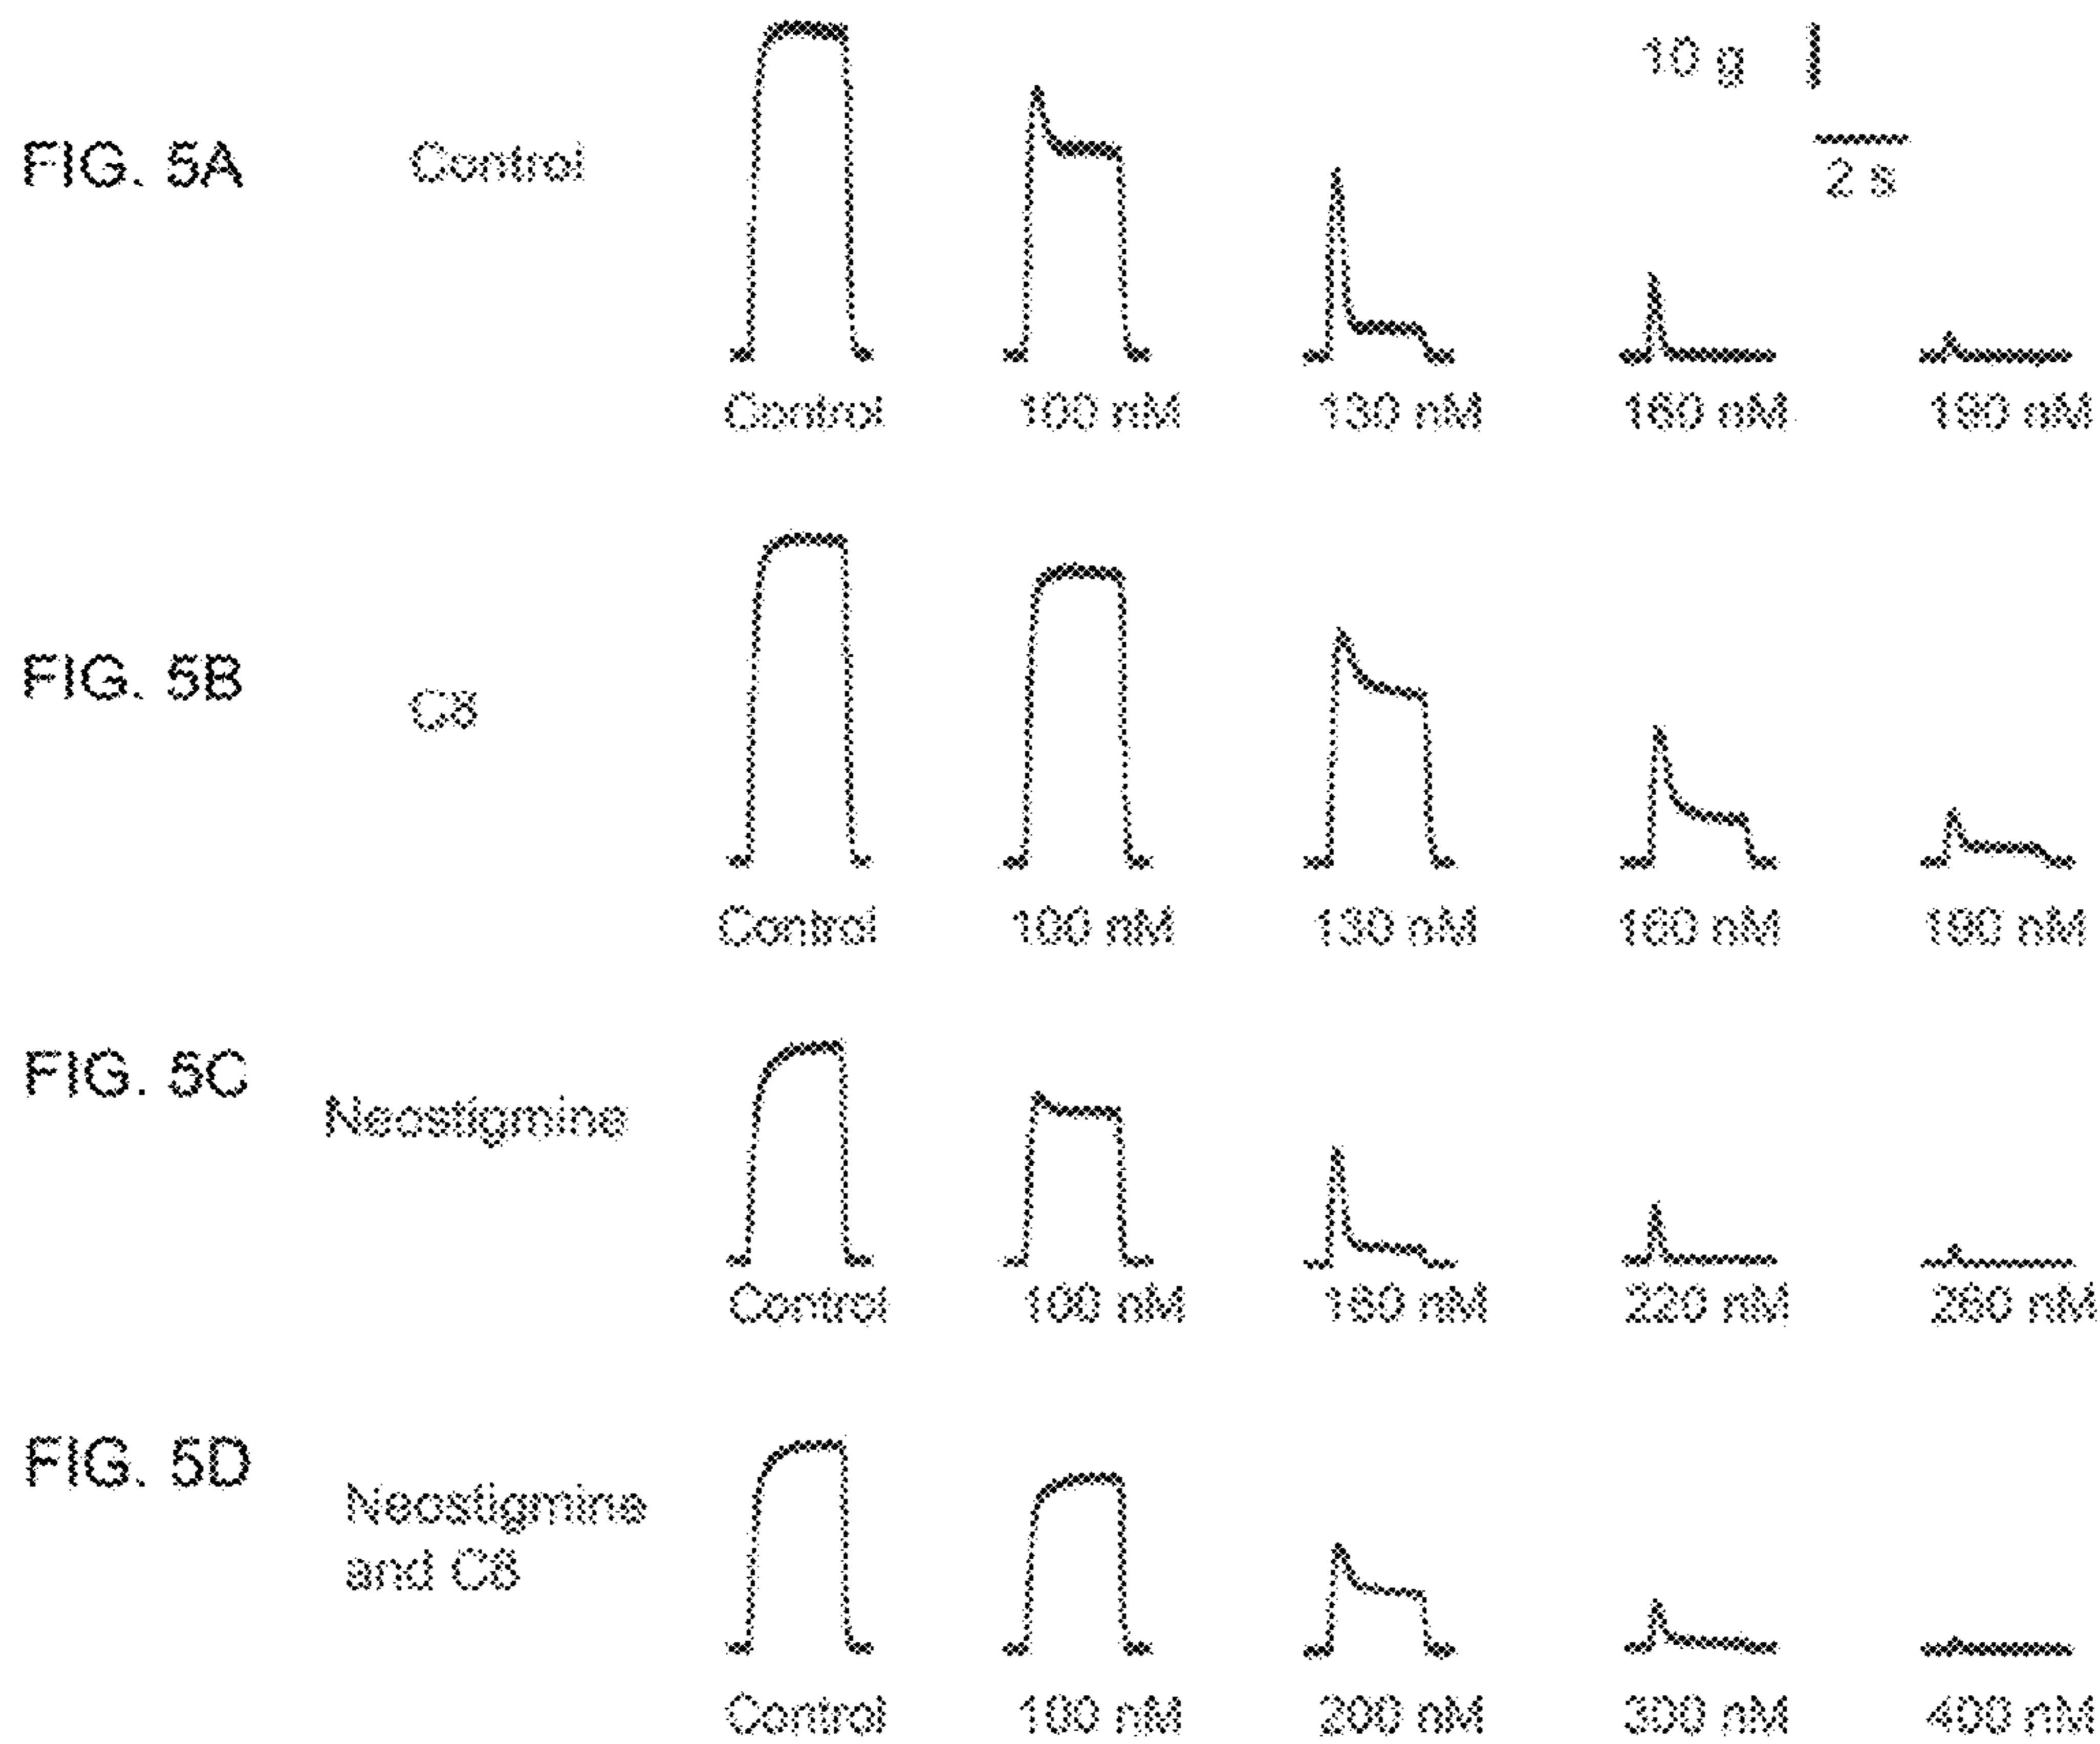 10 g
FIG. 5A
Control
2 s
Control 100 nM 130 nM 160 nM 190 nM
FIG. 5B
C8
Control 100 nM 130 nM 160 nM 190 nM
FIG. 5C
Neostigmine
Control 100 nM 160 nM 220 nM 280 nM
FIG. 5D
Neostigmine
and C8
Control 100 nM 200 nM 300 nM 400 nM